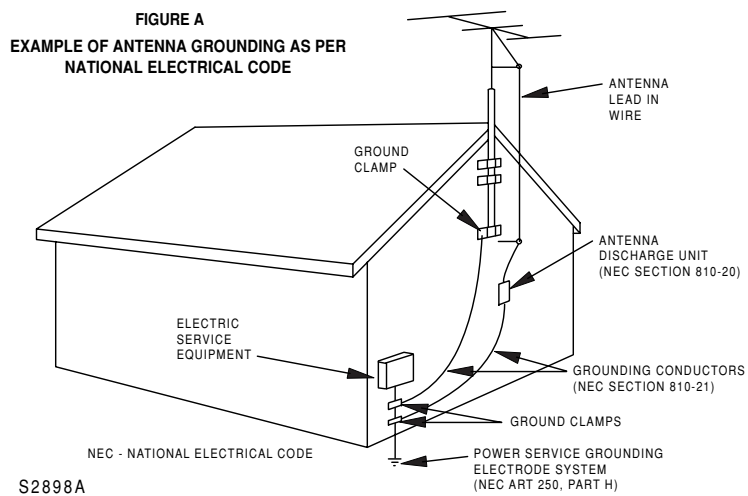 FIGURE A
EXAMPLE OF ANTENNA GROUNDING AS PER
NATIONAL ELECTRICAL CODE
ANTENNA
LEAD IN
WIRE
GROUND
CLAMP
ANTENNA
DISCHARGE UNIT
(NEC SECTION 810-20)
ELECTRIC
SERVICE
EQUIPMENT
GROUNDING CONDUCTORS
(NEC SECTION 810-21)
GROUND CLAMPS
NEC - NATIONAL ELECTRICAL CODE
POWER SERVICE GROUNDING
ELECTRODE SYSTEM
(NEC ART 250, PART H)
S2898A